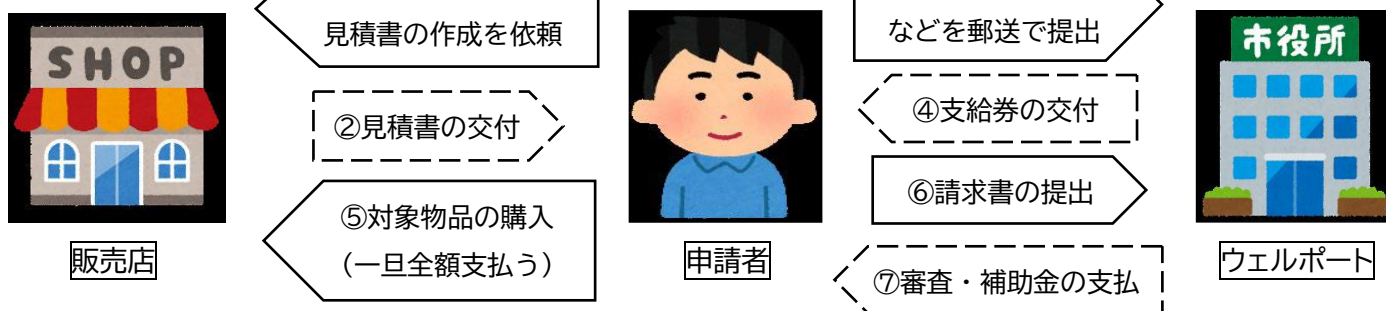 SHOP
見積書の作成を依頼
②見積書の交付
⑤対象物品の購入
（一旦全額支払う）
販売店
申請者
などを郵送で提出
④支給券の交付
⑥請求書の提出
⑦審査・補助金の支払
市役所
ウェルポート